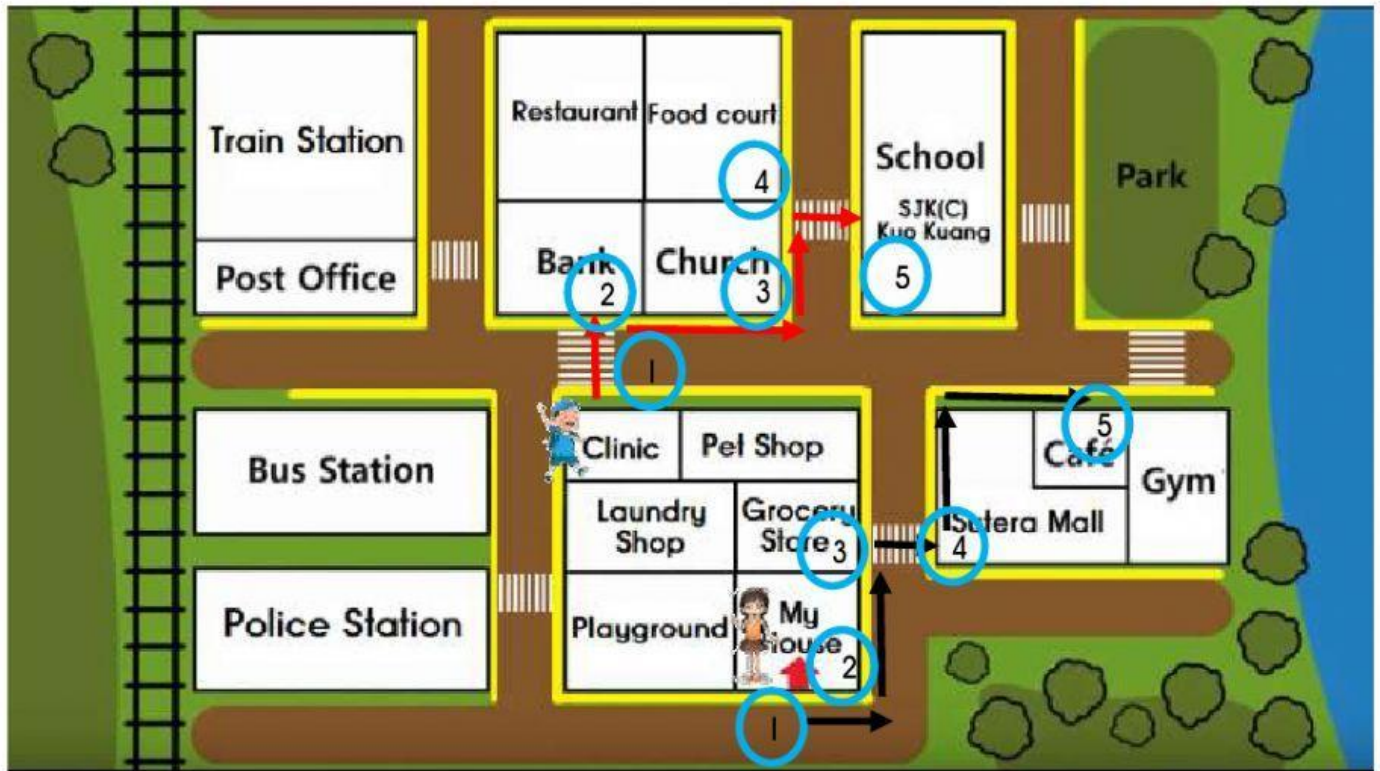 Train Station
Post Office
Restaurant
Food court
4
Bank
2
Church
3
School
SJK(C)
Kuo Kuang
5
Park
1
Bus Station
Police Station
Clinic
Pet Shop
Laundry
Shop
Grocery
Store
3
Playground
My
House
2
1
4
Sutera Mall
5
Café
Gym